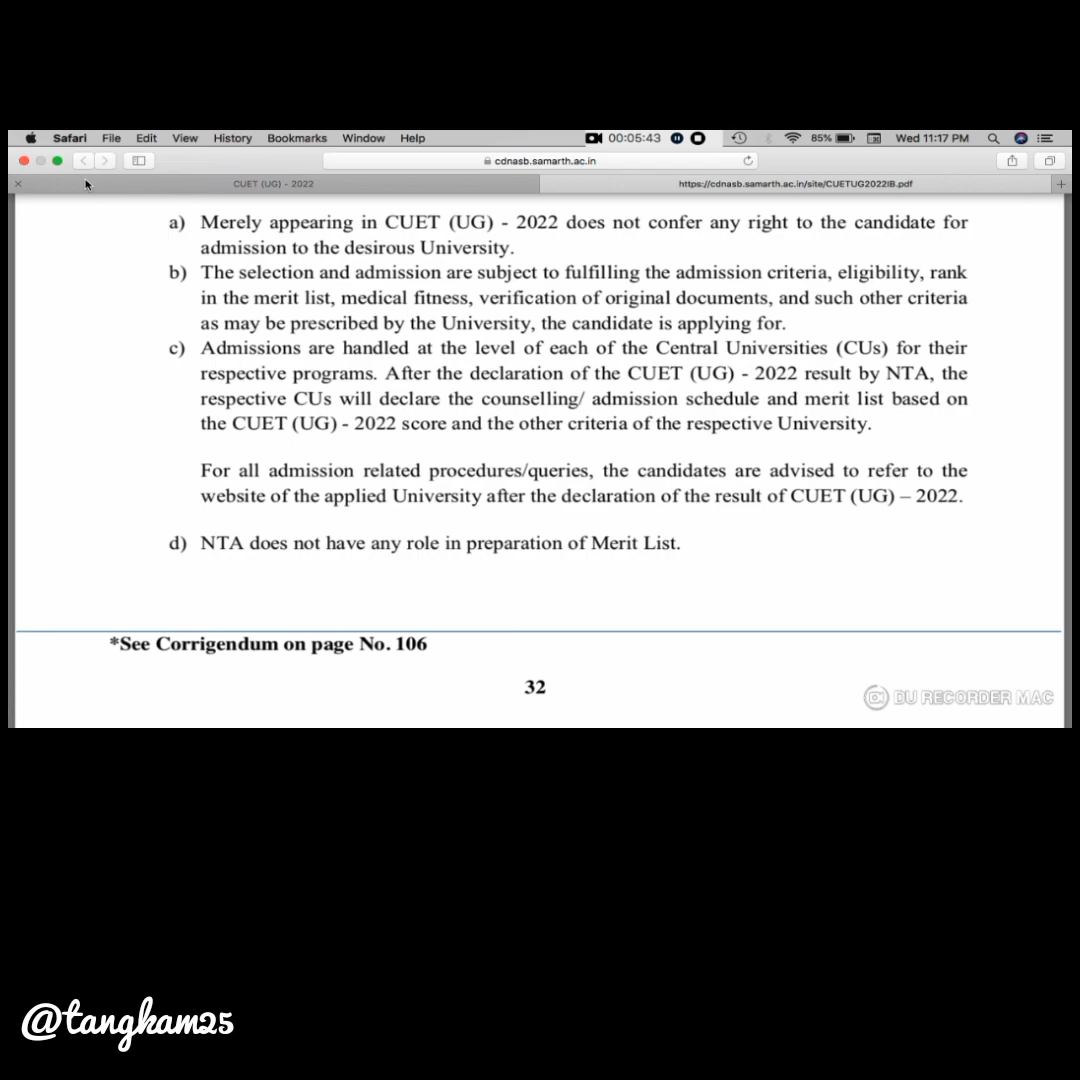 Safari File Edit View History Bookmarks Window Help 00:05:43 85% Wed 11:17 PM
cdnasb.samarth.ac.in
CUET (UG) - 2022 https://cdnasb.samarth.ac.in/site/CUETUG2022IB.pdf
a) Merely appearing in CUET (UG) - 2022 does not confer any right to the candidate for
admission to the desirous University.
b) The selection and admission are subject to fulfilling the admission criteria, eligibility, rank
in the merit list, medical fitness, verification of original documents, and such other criteria
as may be prescribed by the University, the candidate is applying for.
c) Admissions are handled at the level of each of the Central Universities (CUs) for their
respective programs. After the declaration of the CUET (UG) - 2022 result by NTA, the
respective CUs will declare the counselling/ admission schedule and merit list based on
the CUET (UG) - 2022 score and the other criteria of the respective University.
For all admission related procedures/queries, the candidates are advised to refer to the
website of the applied University after the declaration of the result of CUET (UG) – 2022.
d) NTA does not have any role in preparation of Merit List.
*See Corrigendum on page No. 106
32
DU RECORDER MAC
@tangkam25